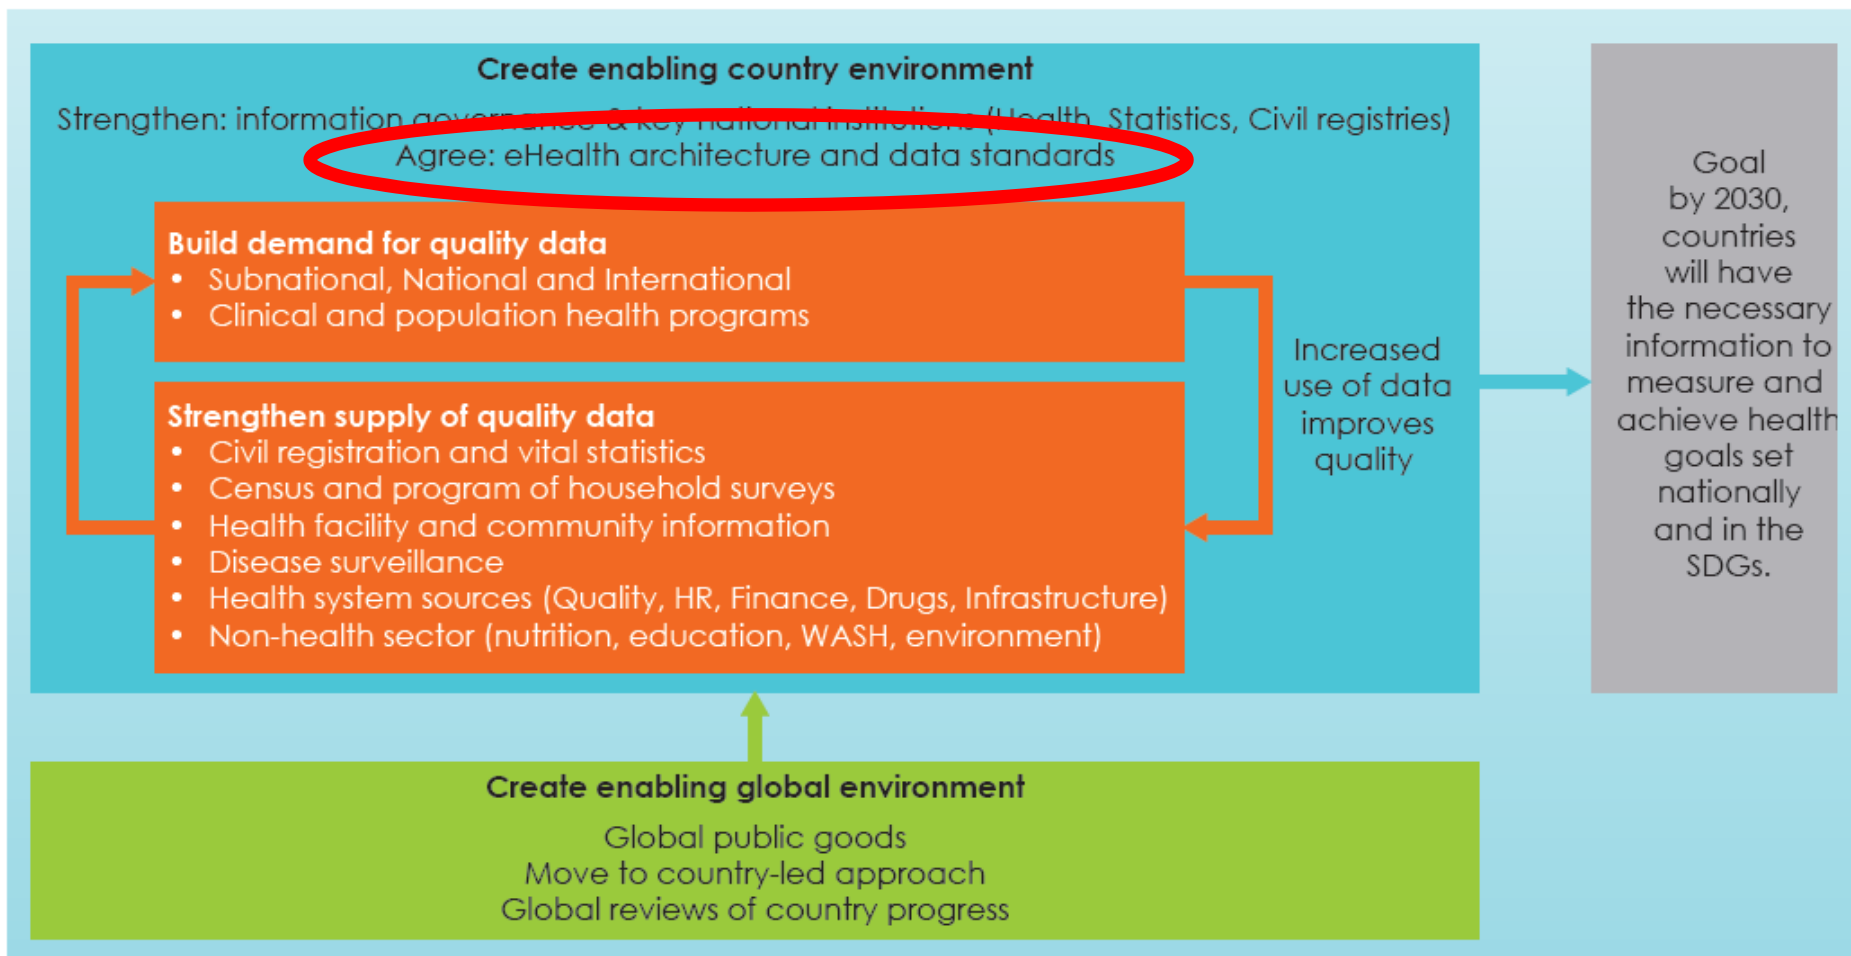 Create enabling country environment
Strengthen: information governance & key national institutions (Health, Statistics, Civil registries)
Agree: eHealth architecture and data standards
Build demand for quality data
• Subnational, National and International
• Clinical and population health programs
Strengthen supply of quality data
• Civil registration and vital statistics
• Census and program of household surveys
• Health facility and community information
• Disease surveillance
• Health system sources (Quality, HR, Finance, Drugs, Infrastructure)
• Non-health sector (nutrition, education, WASH, environment)
Increased
use of data
improves
quality
Goal
by 2030,
countries
will have
the necessary
information to
measure and
achieve health
goals set
nationally
and in the
SDGs.
Create enabling global environment
Global public goods
Move to country-led approach
Global reviews of country progress